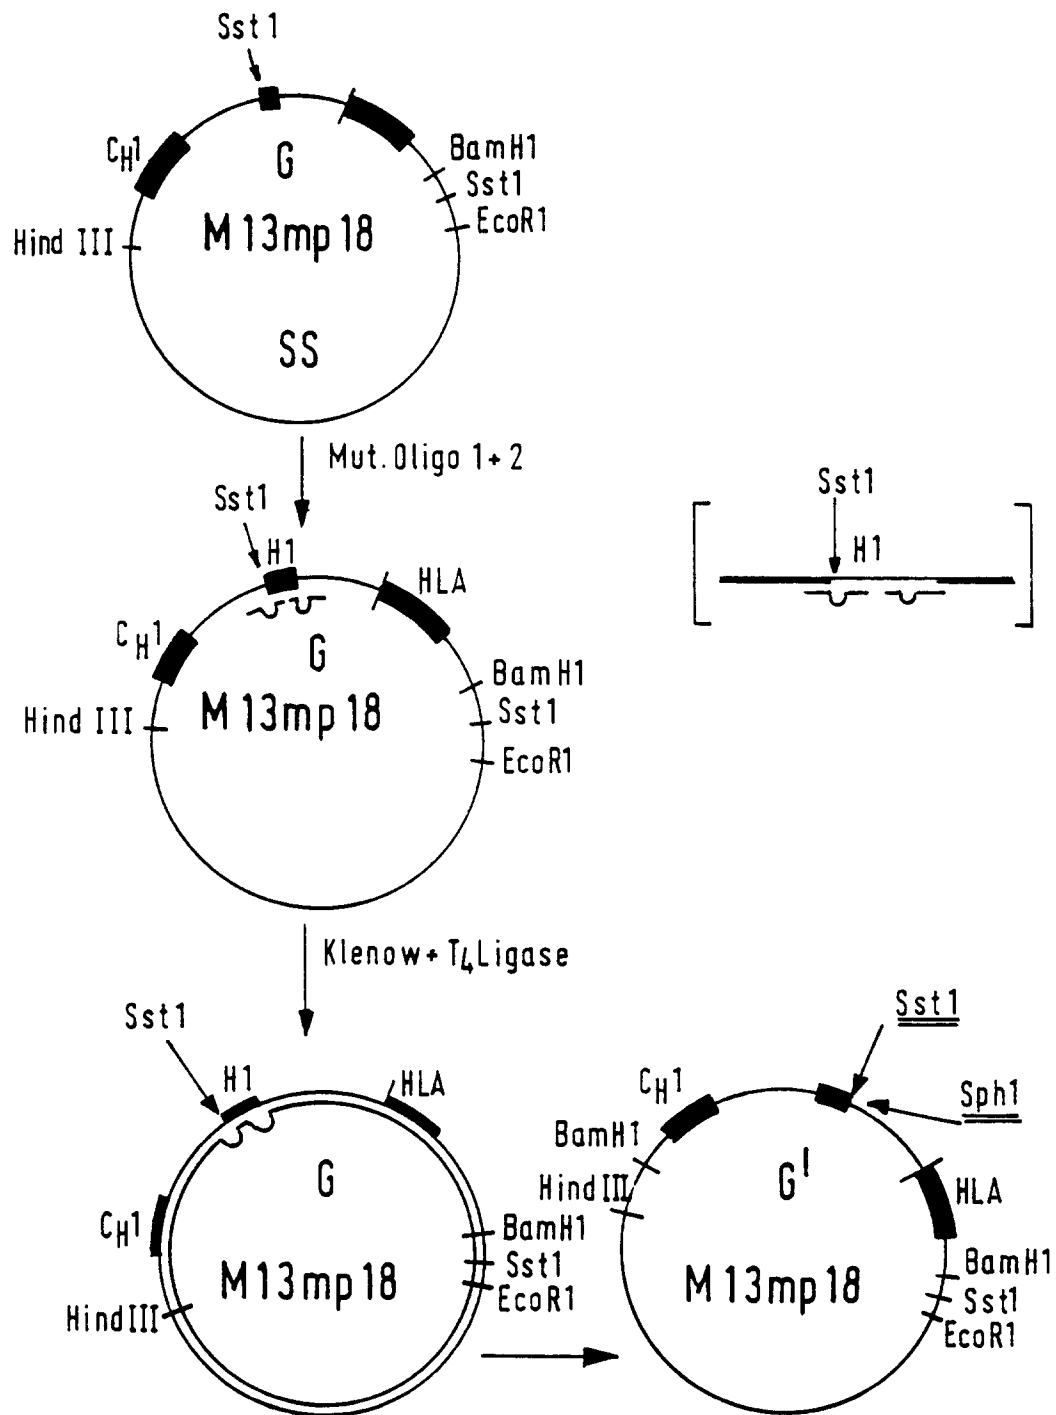 Sst1
CH1
G
BamH1
Sst1
EcoR1
M13mp18
Hind III
SS
Mut. Oligo 1+2
Sst1
H1
HLA
CH1
G
BamH1
Sst1
EcoR1
M13mp18
Hind III
Sst1
H1
Klenow + T4 Ligase
Sst1
H1
HLA
G
CH1
BamH1
Sst1
EcoR1
M13mp18
Hind III
Sst1
Sph1
CH1
BamH1
Hind III
G'
HLA
BamH1
Sst1
EcoR1
M13mp18